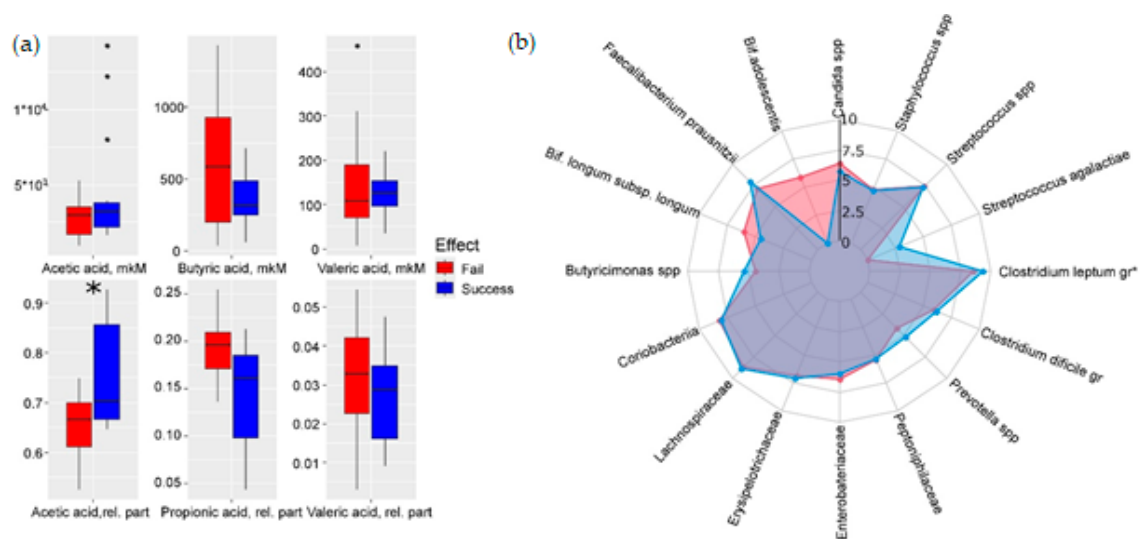 (a)
1*10⁴
5*10³
Acetic acid, mkM
1000
500
0
Butyric acid, mkM
400
300
200
100
0
Valeric acid, mkM
Effect
Fail
Success
0.9
0.8
0.7
0.6
*
Acetic acid,rel. part
0.25
0.20
0.15
0.10
0.05
Propionic acid, rel. part
0.05
0.04
0.03
0.02
0.01
Valeric acid, rel. part
(b)
Candida spp
Staphylococcus spp
Streptococcus spp
Streptococcus agalactiae
Clostridium leptum gr*
Clostridium dificile gr
Prevotella spp
Peptoniphilaceae
Enterobateriaceae
Erysipelotrichaceae
Lachnospiraceae
Coriobacteriia
Butyricimonas spp
Bif. longum subsp. longum
Faecalibacterium prausnitzii
Bif.adolescentis
10
7.5
5
2.5
0